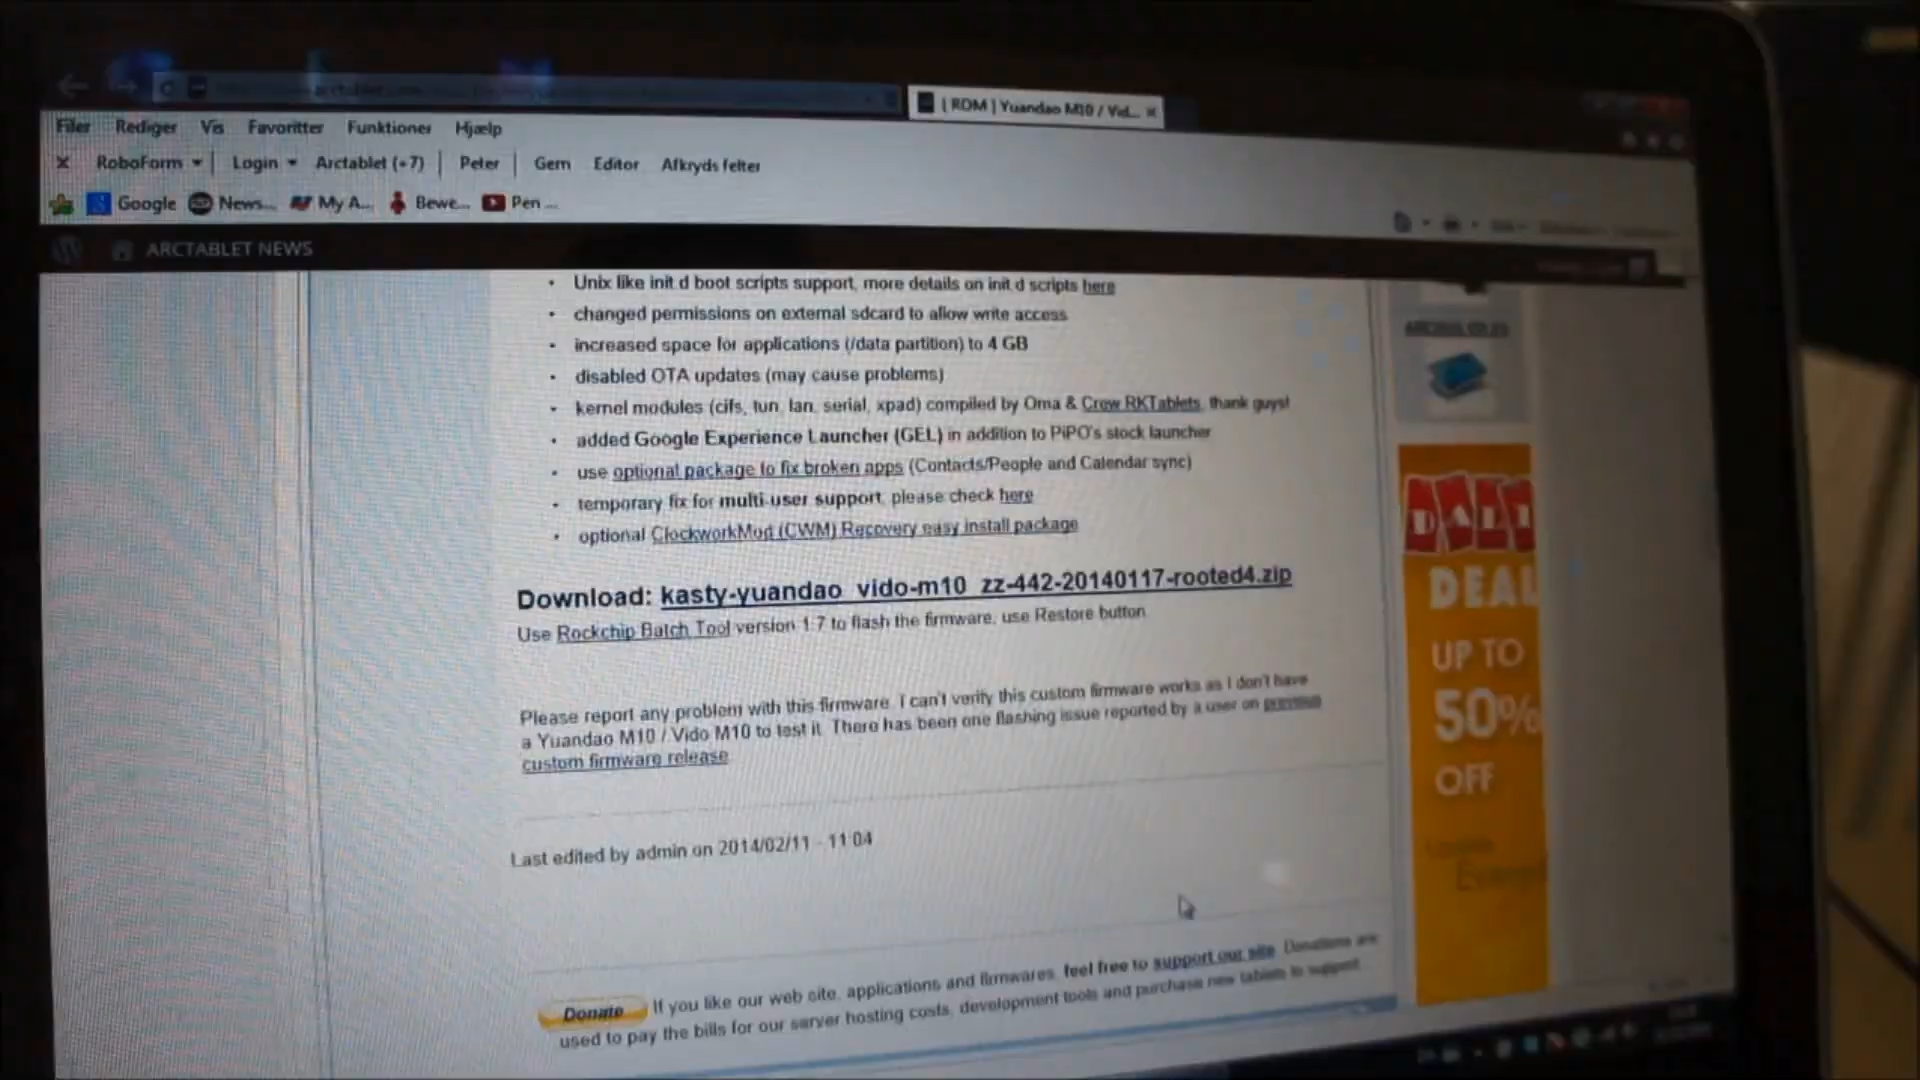 [ ROM ] Yuandao M10 / Vid...
Filer Rediger Vis Favoritter Funktioner Hjælp
RoboForm Login Arctablet (+7) Peter Gem Editor Afkryds felter
Google News... My A... Bewe... Pen ...
ARCTABLET NEWS
Unix like init d boot scripts support, more details on init d scripts here
changed permissions on external sdcard to allow write access
increased space for applications (/data partition) to 4 GB
disabled OTA updates (may cause problems)
kernel modules (cifs, tun, lan, serial, xpad) compiled by Oma & Crew RKTablets, thank guys!
added Google Experience Launcher (GEL) in addition to PiPO's stock launcher
use optional package to fix broken apps (Contacts/People and Calendar sync)
temporary fix for multi-user support, please check here
optional ClockworkMod (CWM) Recovery easy install package
Download: kasty-yuandao_vido-m10_zz-442-20140117-rooted4.zip
Use Rockchip Batch Tool version 1.7 to flash the firmware, use Restore button
Please report any problem with this firmware. I can't verify this custom firmware works as I don't have
a Yuandao M10 / Vido M10 to test it. There has been one flashing issue reported by a user on previous
custom firmware release
Last edited by admin on 2014/02/11 - 11:04
Donate If you like our web site, applications and firmwares, feel free to support our site. Donations are
used to pay the bills for our server hosting costs, development tools and purchase new tablets to support
DEAL
UP TO
50%
OFF